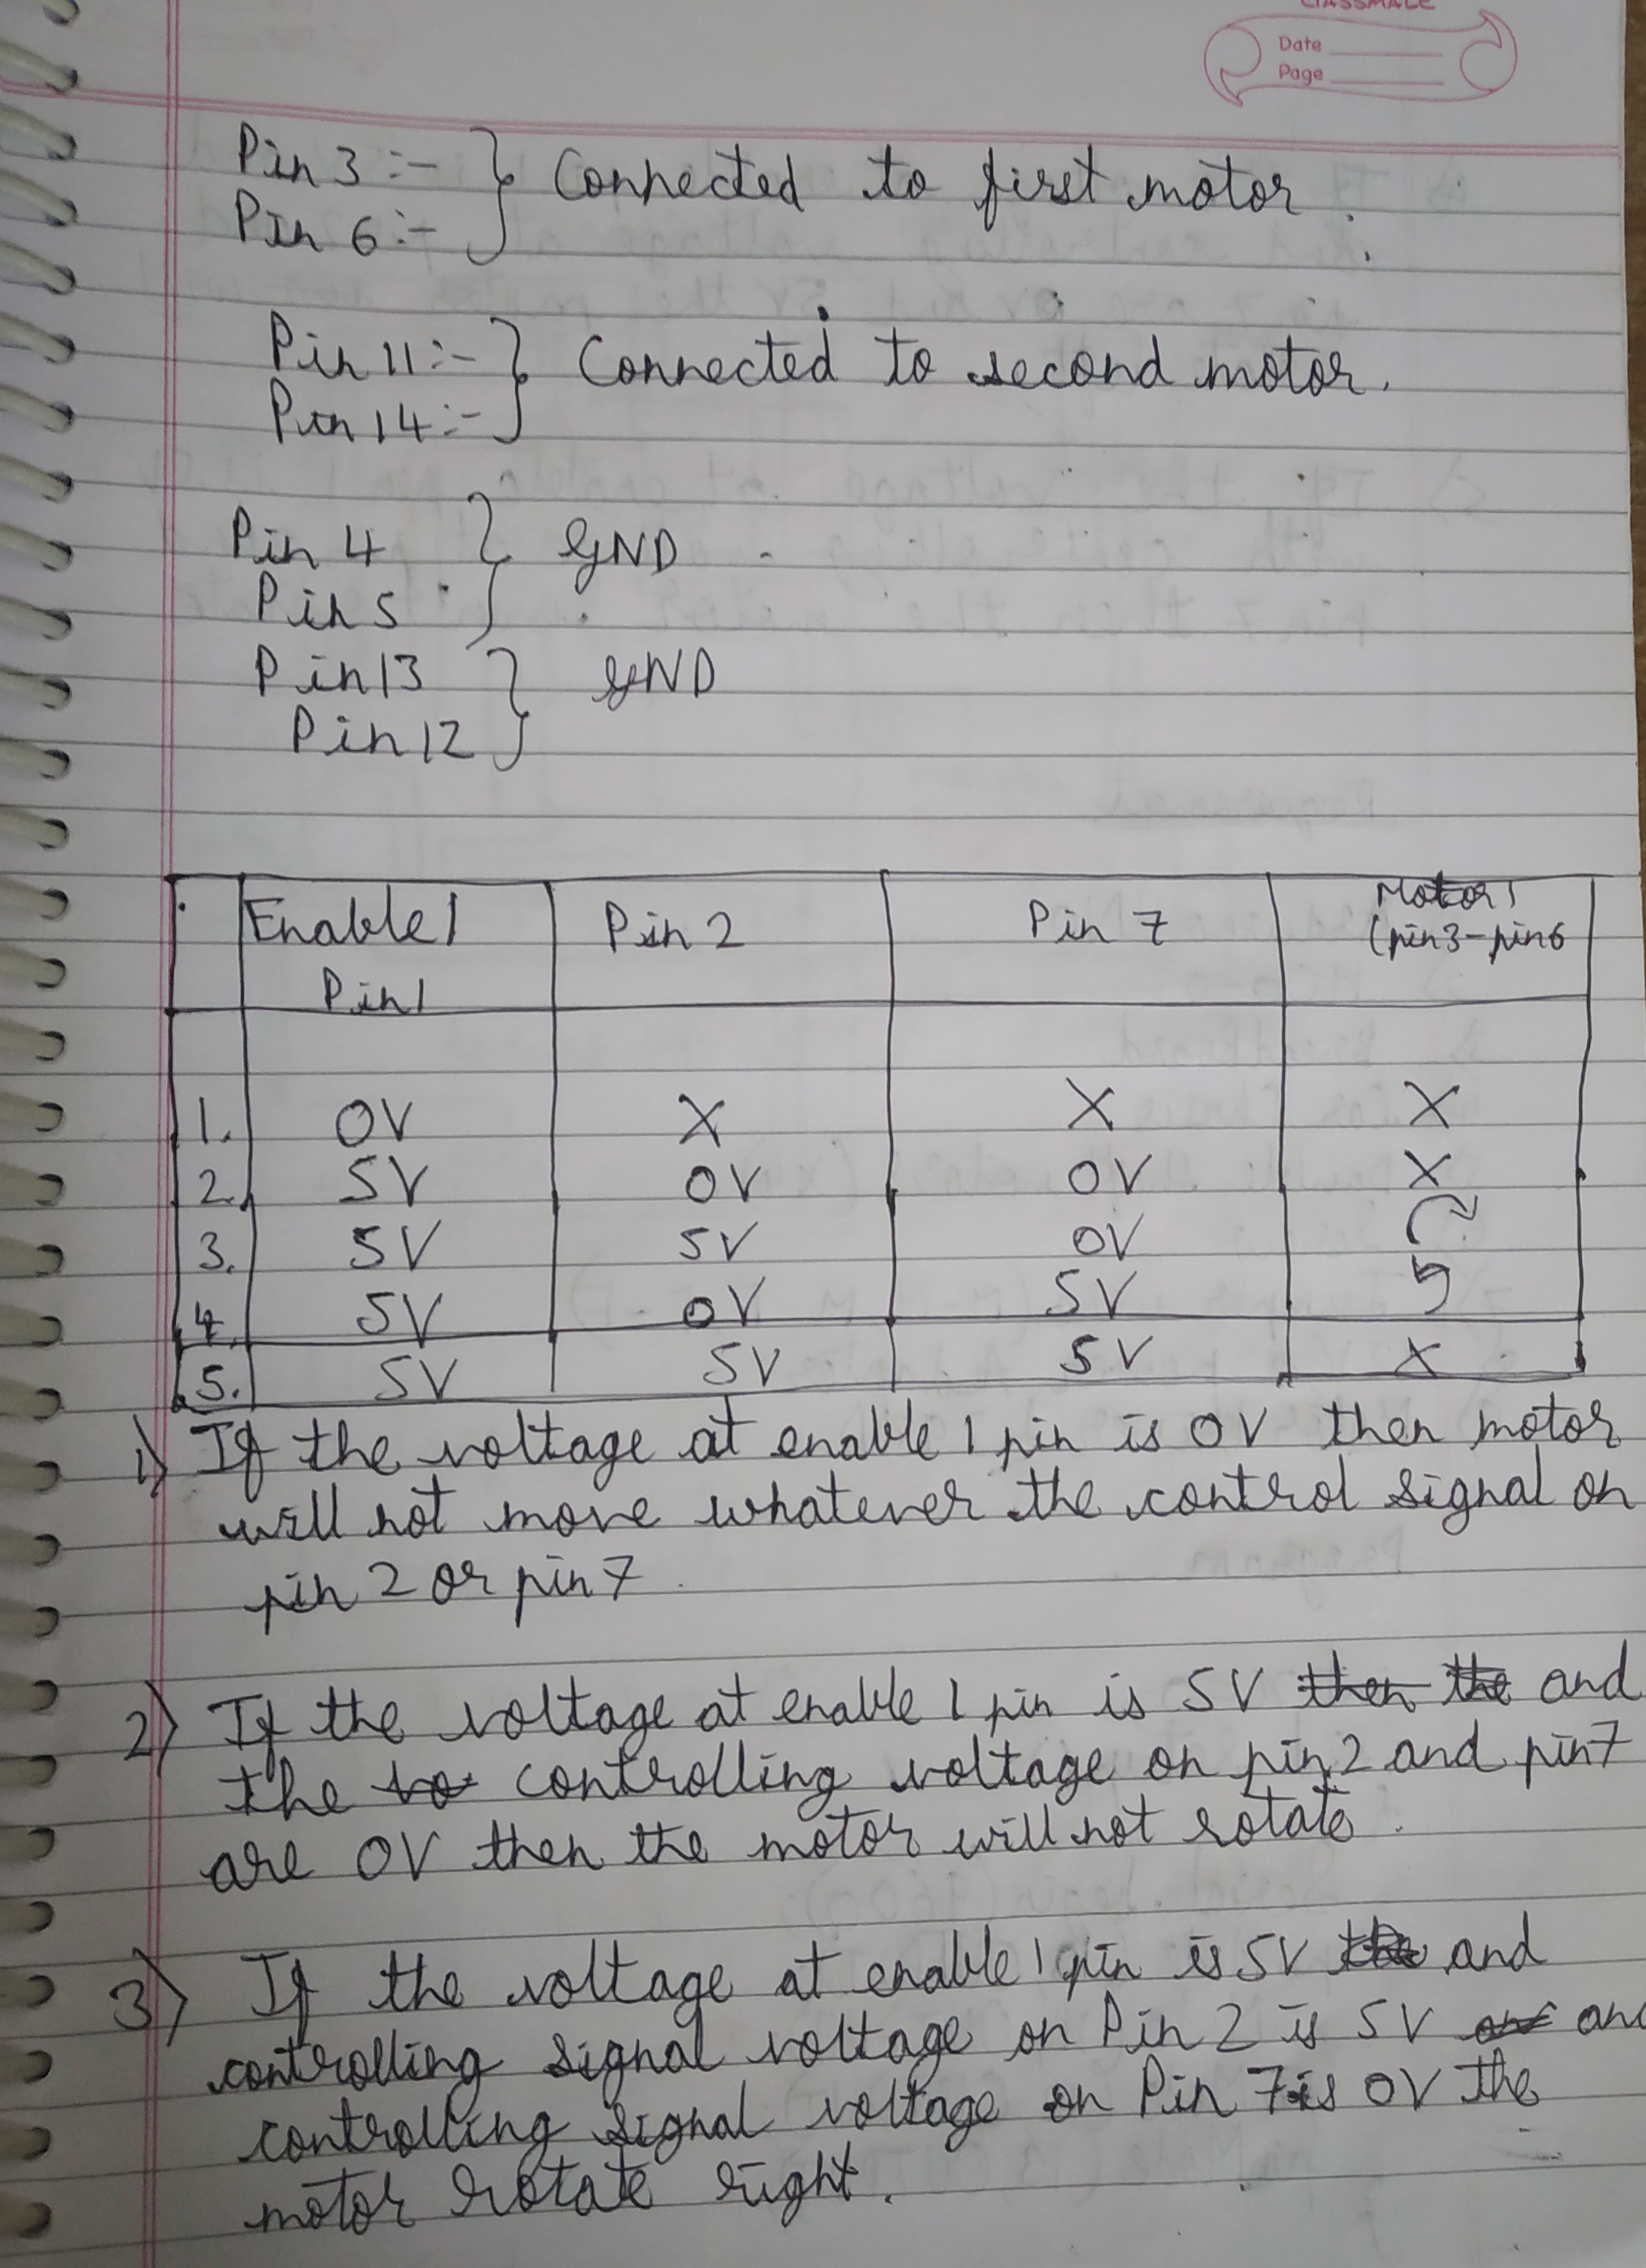 CLASSMATE
Date
Page
Pin 3 :- } Connected to first motor.
Pin 6 :-
Pin 11 :- } Connected to second motor.
Pin 14 :-
Pin 4 } GND
Pin 5
Pin 13 } GND
Pin 12
Enable 1 Pin 2 Pin 7 Motor 1
Pin 1 (pin3-pin6
1. 0V X X X
2. 5V 0V 0V X
3. 5V 5V 0V ↷
4. 5V 0V 5V ↶
5. 5V 5V 5V X
1) If the voltage at enable 1 pin is 0V then motor
will not move whatever the control signal on
pin 2 or pin 7.
2) If the voltage at enable 1 pin is 5V then the and
the vo controlling voltage on pin 2 and pin 7
are 0V then the motor will not rotate.
3) If the voltage at enable 1 pin is 5V the and
controlling signal voltage on Pin 2 is 5V and
controlling signal voltage on Pin 7 is 0V the
motor rotate right.